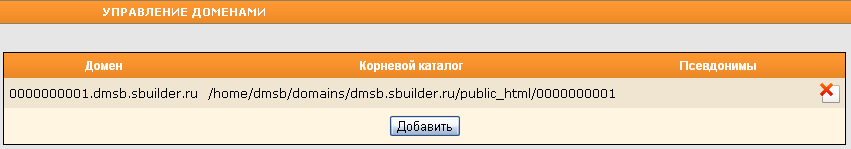 УПРАВЛЕНИЕ ДОМЕНАМИ
Домен Корневой каталог Псевдонимы
0000000001.dmsb.sbuilder.ru /home/dmsb/domains/dmsb.sbuilder.ru/public_html/0000000001
Добавить